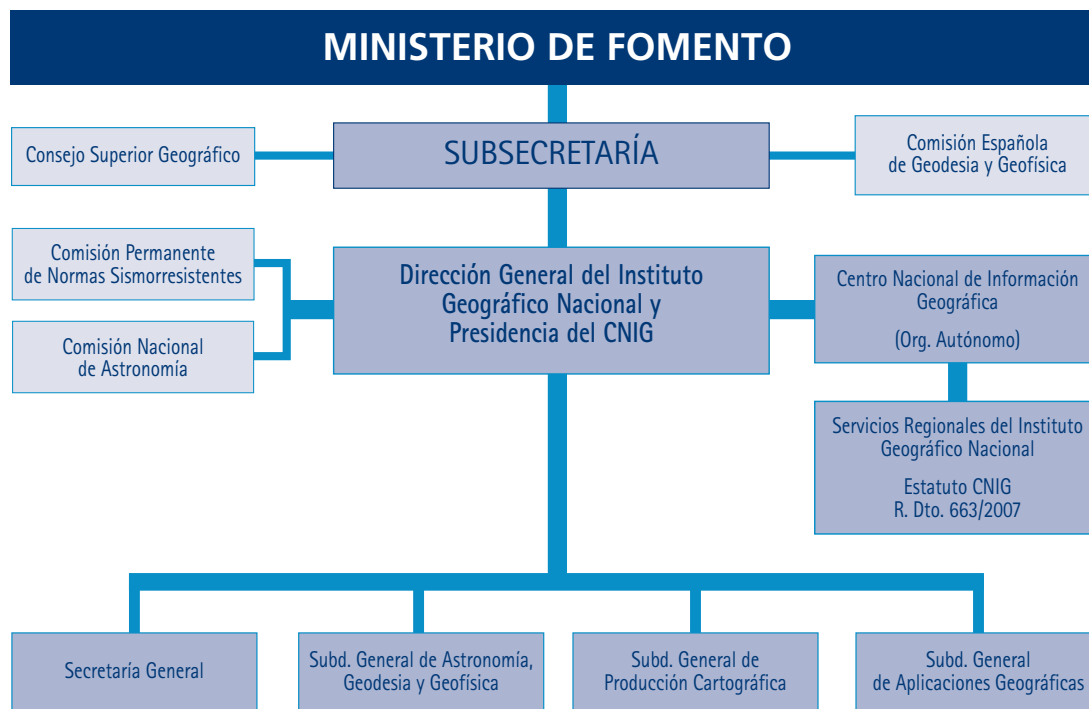 MINISTERIO DE FOMENTO
Consejo Superior Geográfico
SUBSECRETARÍA
Comisión Española
de Geodesia y Geofísica
Comisión Permanente
de Normas Sismorresistentes
Comisión Nacional
de Astronomía
Dirección General del Instituto
Geográfico Nacional y
Presidencia del CNIG
Centro Nacional de Información
Geográfica
(Org. Autónomo)
Servicios Regionales del Instituto
Geográfico Nacional
Estatuto CNIG
R. Dto. 663/2007
Secretaría General
Subd. General de Astronomía,
Geodesia y Geofísica
Subd. General de
Producción Cartográfica
Subd. General
de Aplicaciones Geográficas